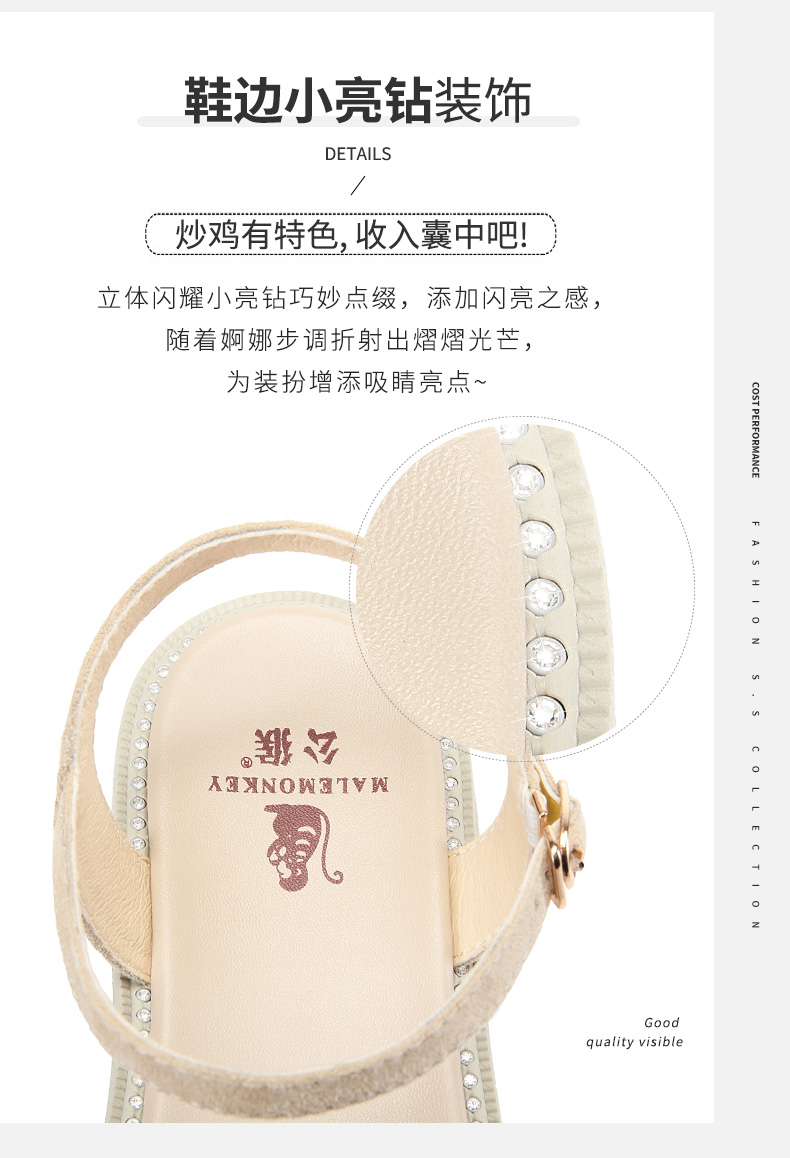 鞋边小亮钻装饰
DETAILS
炒鸡有特色, 收入囊中吧!
立体闪耀小亮钻巧妙点缀，添加闪亮之感，
随着婀娜步调折射出熠熠光芒，
为装扮增添吸睛亮点~
公猴®
MALEMONKEY
Good
quality visible
COST PERFORMANCE
FASHION S.S COLLECTION